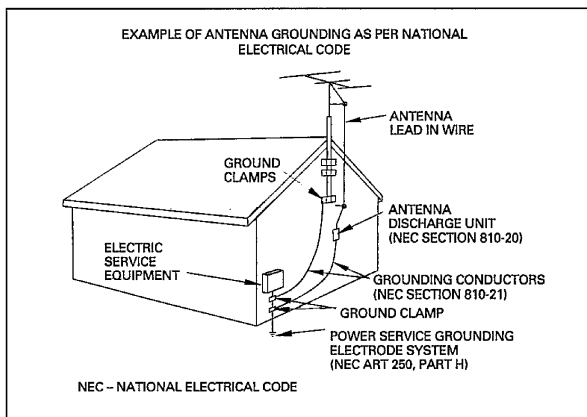 EXAMPLE OF ANTENNA GROUNDING AS PER NATIONAL
ELECTRICAL CODE
ANTENNA
LEAD IN WIRE
GROUND
CLAMPS
ANTENNA
DISCHARGE UNIT
(NEC SECTION 810-20)
ELECTRIC
SERVICE
EQUIPMENT
GROUNDING CONDUCTORS
(NEC SECTION 810-21)
GROUND CLAMP
POWER SERVICE GROUNDING
ELECTRODE SYSTEM
(NEC ART 250, PART H)
NEC – NATIONAL ELECTRICAL CODE